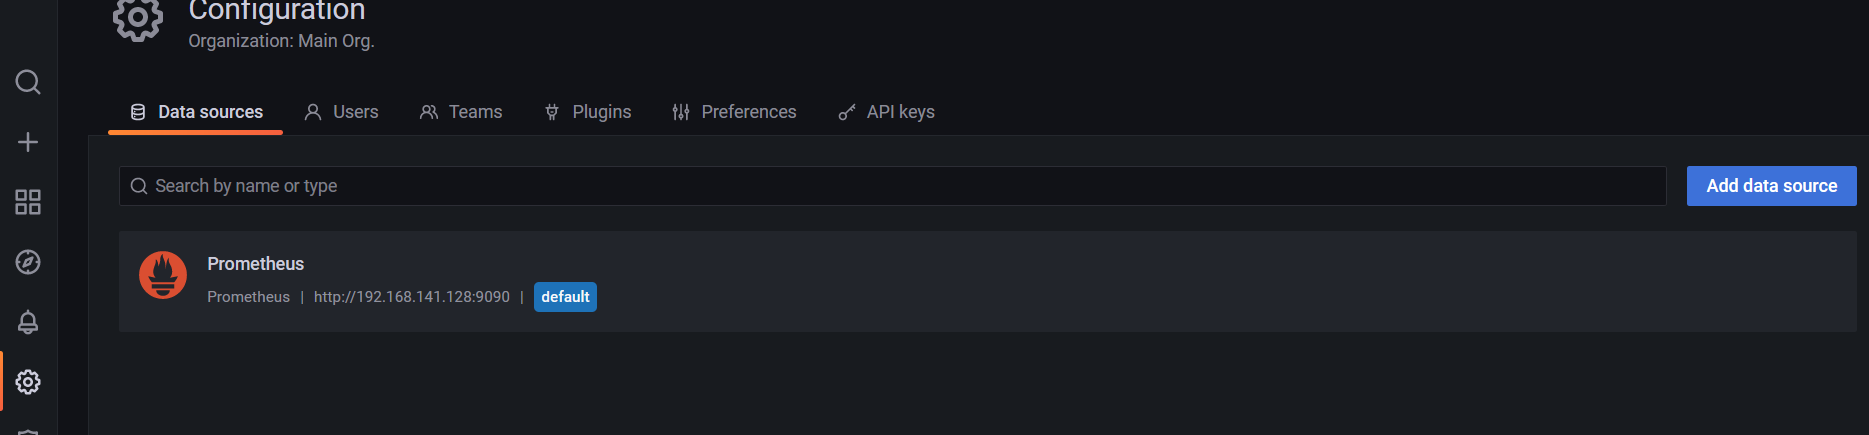 Configuration
Organization: Main Org.
Data sources Users Teams Plugins Preferences API keys
Search by name or type Add data source
Prometheus
Prometheus | http://192.168.141.128:9090 | default